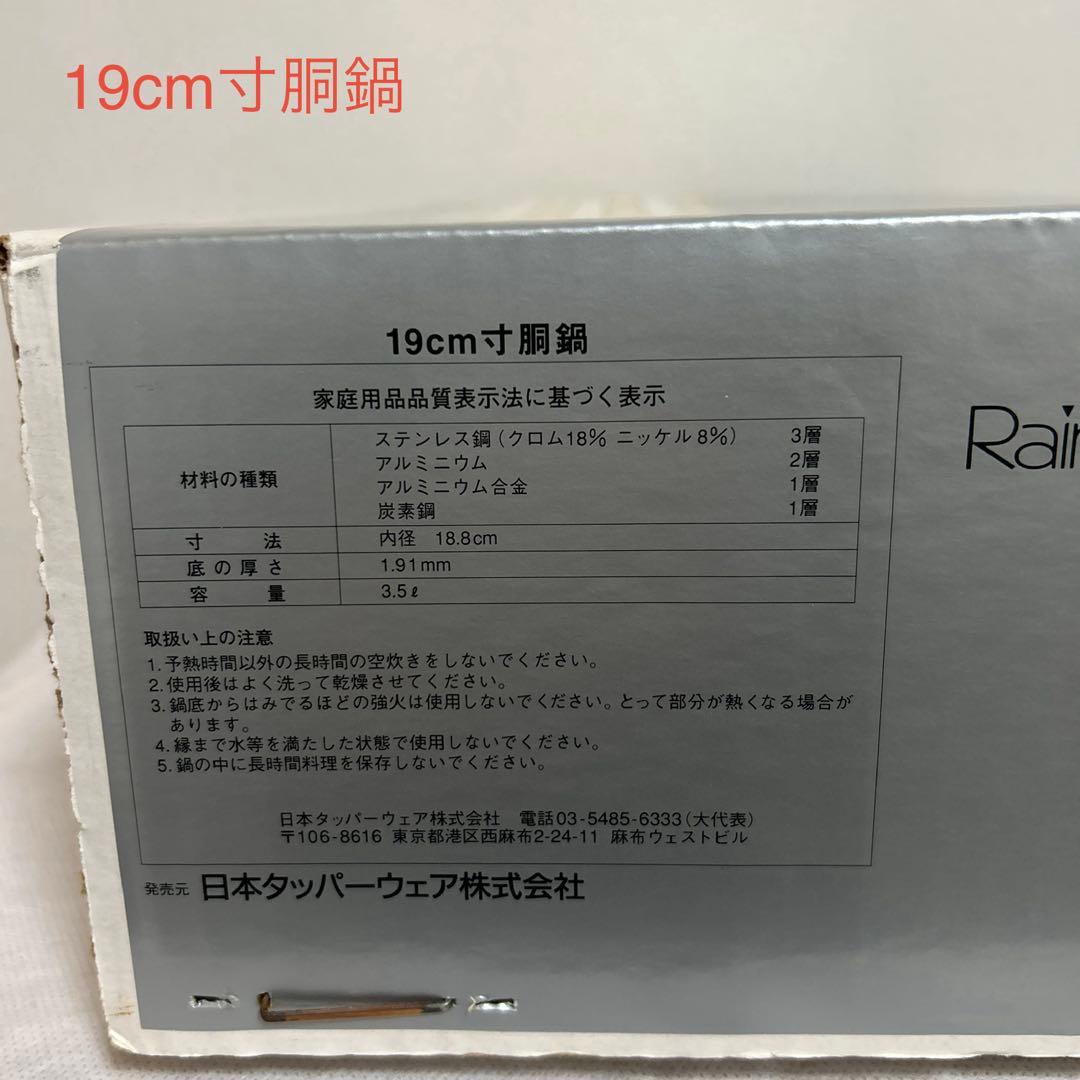 19cm寸胴鍋
19cm寸胴鍋
家庭用品品質表示法に基づく表示
材料の種類
ステンレス鋼(クロム18% ニッケル8%) 3層
アルミニウム 2層
アルミニウム合金 1層
炭素鋼 1層
寸法 内径 18.8cm
底の厚さ 1.91mm
容量 3.5ℓ
取扱い上の注意
1.予熱時間以外の長時間の空炊きをしないでください。
2.使用後はよく洗って乾燥させてください。
3.鍋底からはみでるほどの強火は使用しないでください。とって部分が熱くなる場合が
あります。
4.縁まで水等を満たした状態で使用しないでください。
5.鍋の中に長時間料理を保存しないでください。
日本タッパーウェア株式会社 電話03-5485-6333(大代表)
〒106-8616 東京都港区西麻布2-24-11 麻布ウェストビル
発売元 日本タッパーウェア株式会社